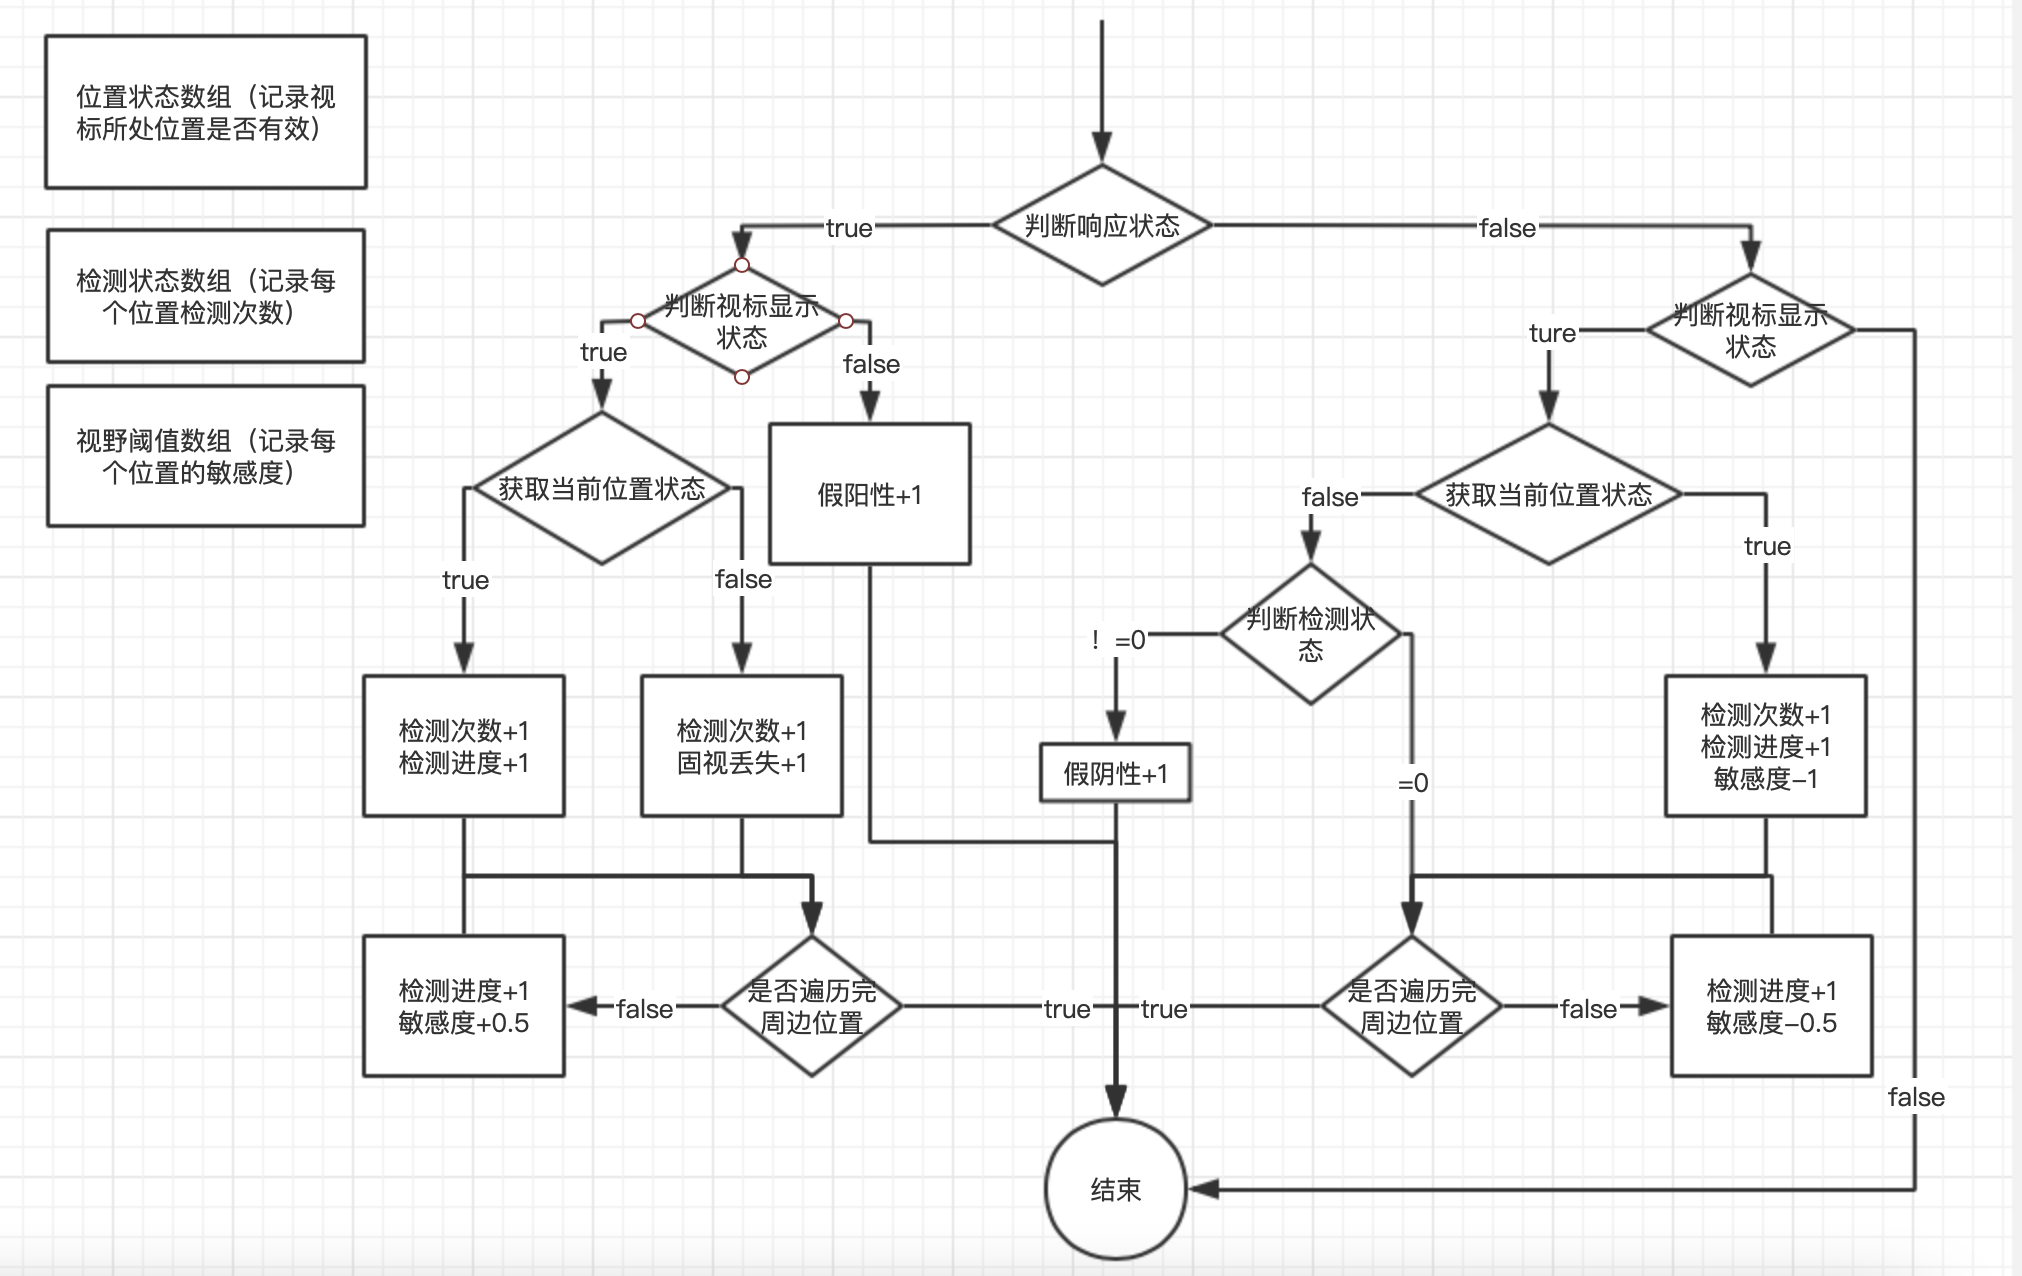 位置状态数组（记录视
标所处位置是否有效）
检测状态数组（记录每
个位置检测次数）
视野阈值数组（记录每
个位置的敏感度）
判断响应状态
true
false
判断视标显示
状态
true
false
判断视标显示
状态
ture
false
获取当前位置状态
true
false
假阳性+1
获取当前位置状态
false
true
判断检测状
态
！=0
=0
假阴性+1
检测次数+1
检测进度+1
检测次数+1
固视丢失+1
检测次数+1
检测进度+1
敏感度-1
检测进度+1
敏感度+0.5
false
是否遍历完
周边位置
true
true
是否遍历完
周边位置
false
检测进度+1
敏感度-0.5
结束